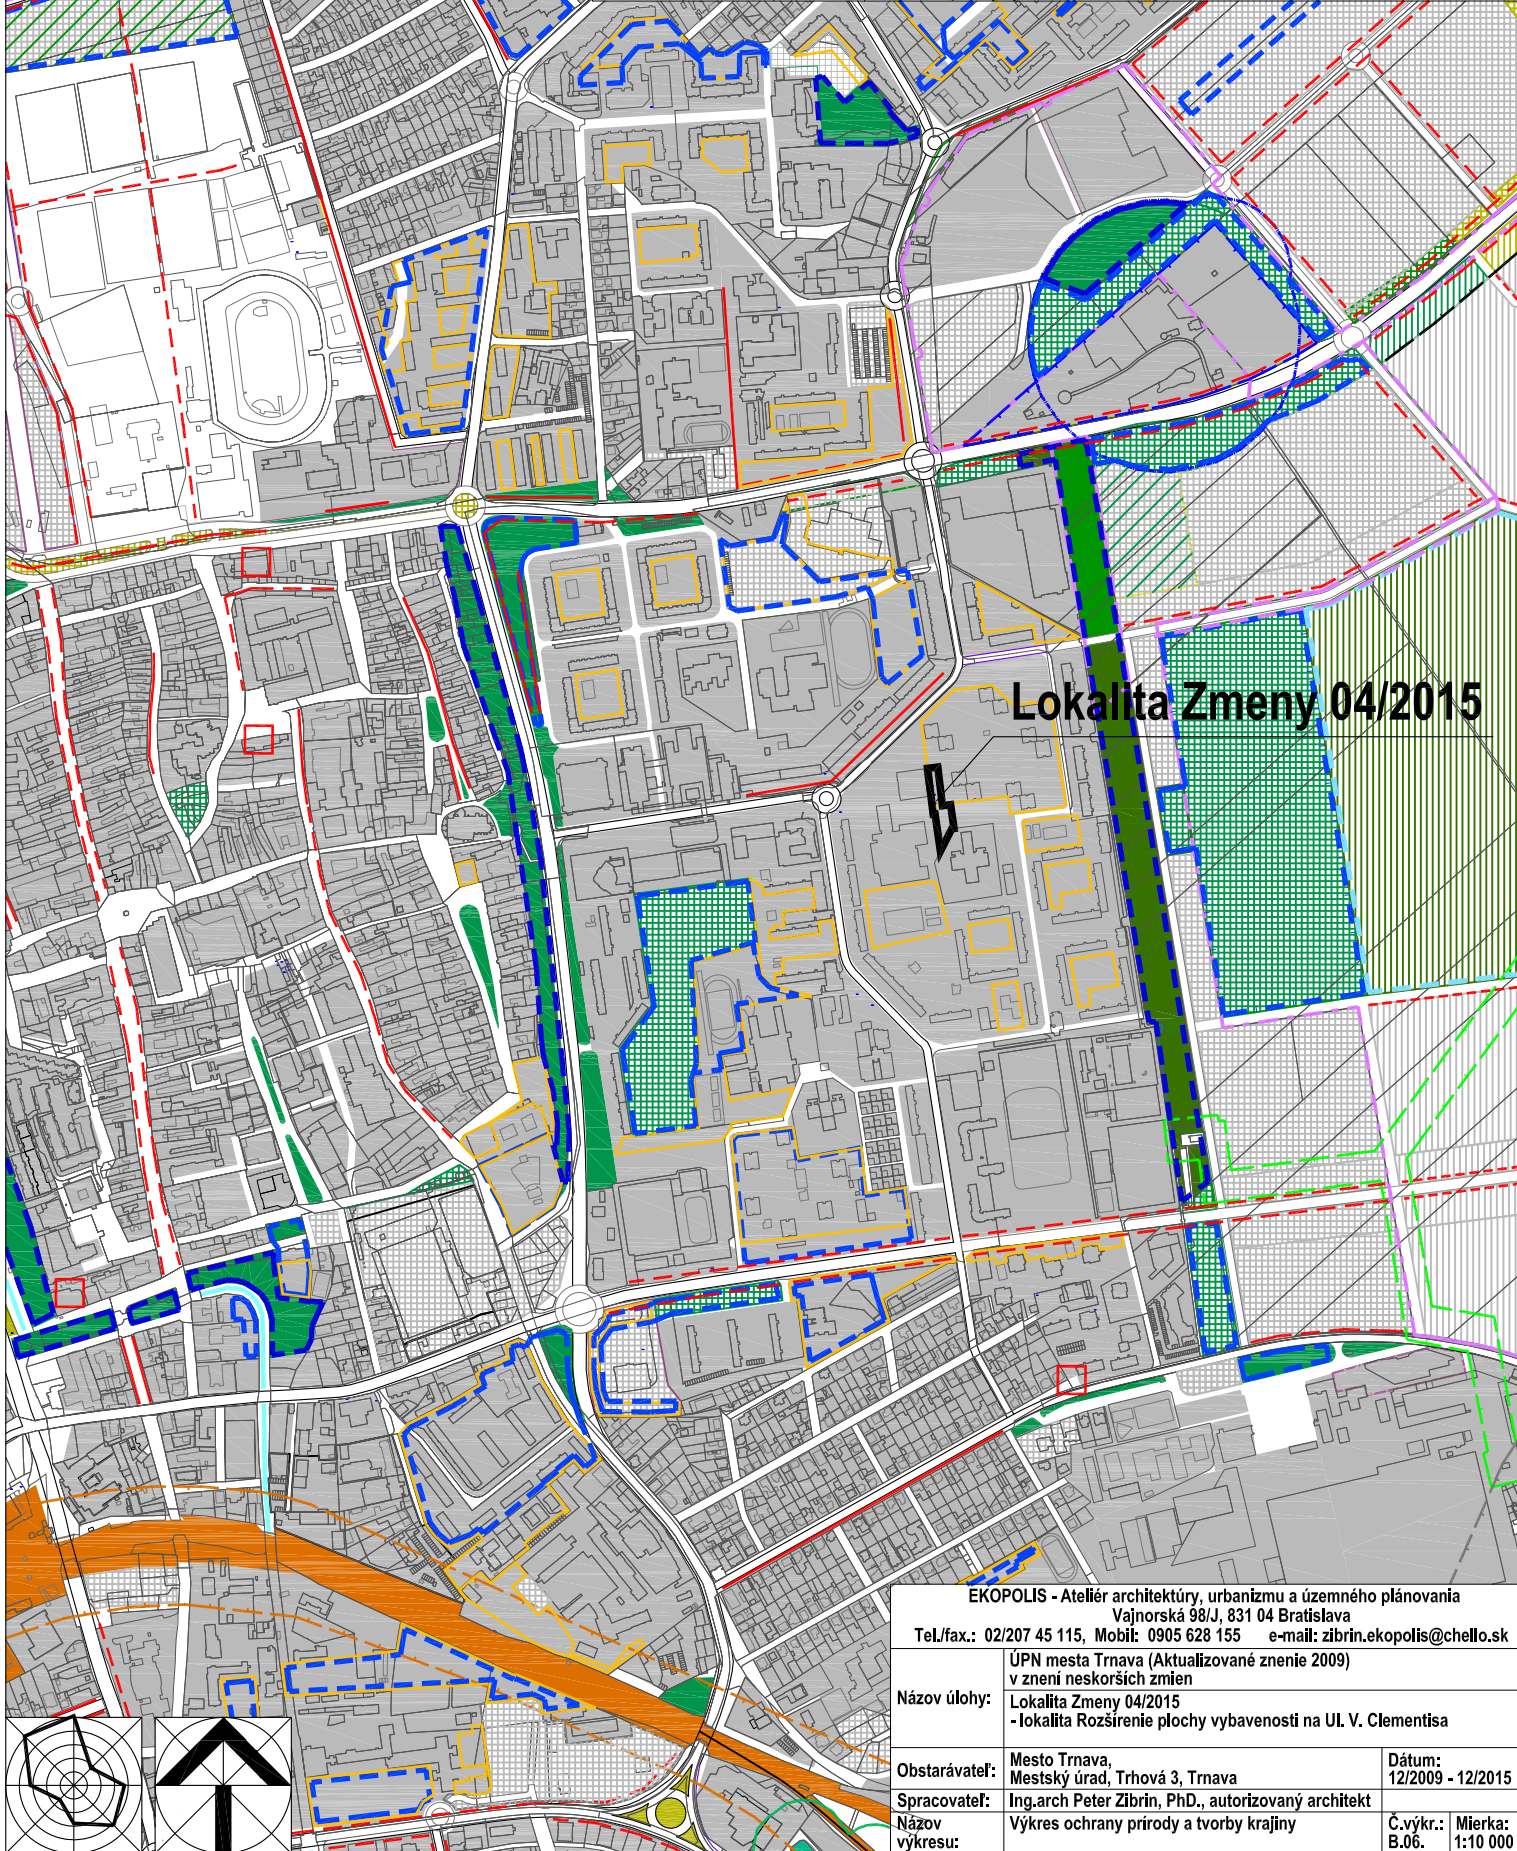 Lokalita Zmeny 04/2015
EKOPOLIS - Ateliér architektúry, urbanizmu a územného plánovania
Vajnorská 98/J, 831 04 Bratislava
Tel./fax.: 02/207 45 115, Mobil: 0905 628 155 e-mail: zibrin.ekopolis@chello.sk
Názov úlohy:
ÚPN mesta Trnava (Aktualizované znenie 2009)
v znení neskorších zmien
Lokalita Zmeny 04/2015
- lokalita Rozšírenie plochy vybavenosti na Ul. V. Clementisa
Obstarávateľ:
Mesto Trnava,
Mestský úrad, Trhová 3, Trnava
Dátum:
12/2009 - 12/2015
Spracovateľ:
Ing.arch Peter Zibrin, PhD., autorizovaný architekt
Názov
výkresu:
Výkres ochrany prírody a tvorby krajiny
Č.výkr.:
B.06.
Mierka:
1:10 000